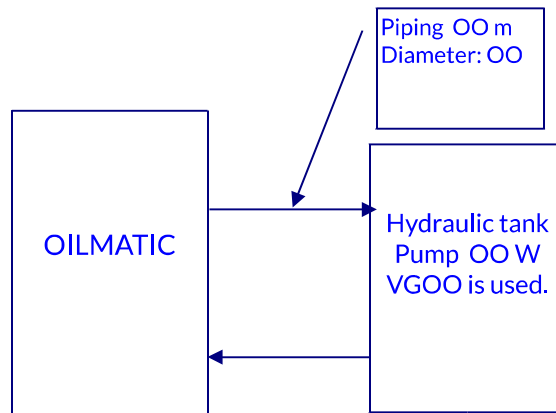 Piping OO m
Diameter: OO
OILMATIC
Hydraulic tank
Pump OO W
VGOO is used.